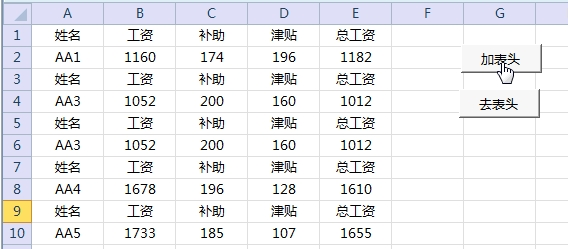 A B C D E F G
1 姓名 工资 补助 津贴 总工资
2 AA1 1160 174 196 1182 加表头
3 姓名 工资 补助 津贴 总工资
4 AA3 1052 200 160 1012 去表头
5 姓名 工资 补助 津贴 总工资
6 AA3 1052 200 160 1012
7 姓名 工资 补助 津贴 总工资
8 AA4 1678 196 128 1610
9 姓名 工资 补助 津贴 总工资
10 AA5 1733 185 107 1655